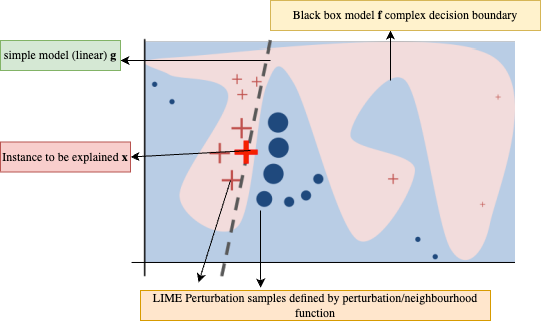 Black box model f complex decision boundary
simple model (linear) g
Instance to be explained x
LIME Perturbation samples defined by perturbation/neighbourhood
function